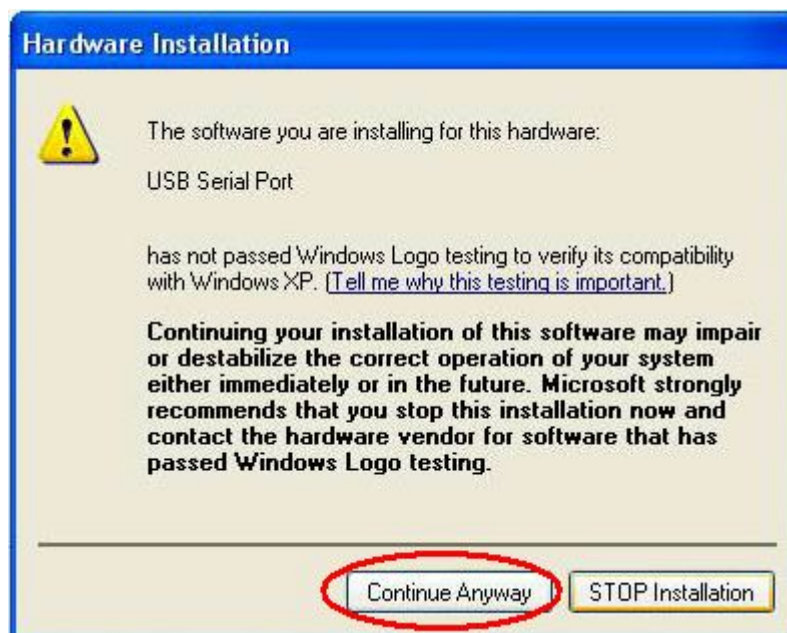 Hardware Installation
The software you are installing for this hardware:
USB Serial Port
has not passed Windows Logo testing to verify its compatibility
with Windows XP. (Tell me why this testing is important.)
Continuing your installation of this software may impair
or destabilize the correct operation of your system
either immediately or in the future. Microsoft strongly
recommends that you stop this installation now and
contact the hardware vendor for software that has
passed Windows Logo testing.
Continue Anyway STOP Installation